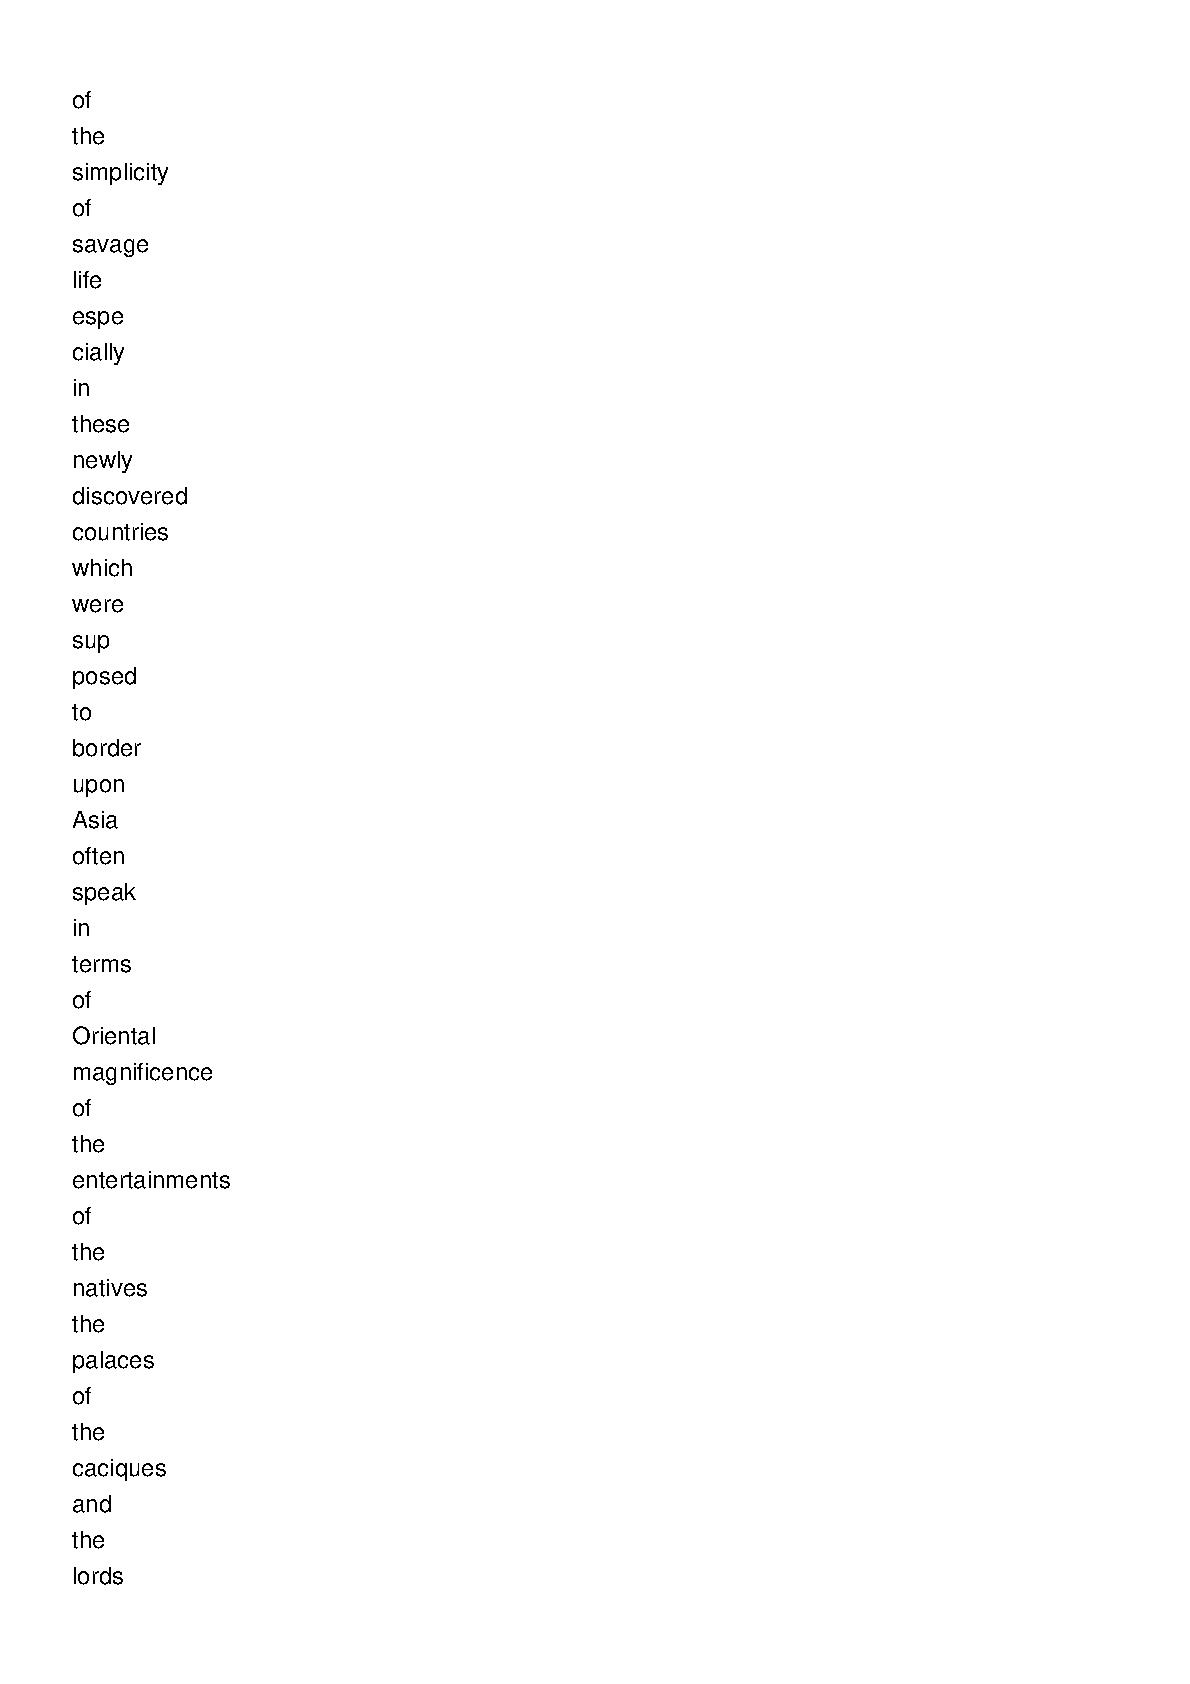 of
the
simplicity
of
savage
life
espe
cially
in
these
newly
discovered
countries
which
were
sup
posed
to
border
upon
Asia
often
speak
in
terms
of
Oriental
magnificence
of
the
entertainments
of
the
natives
the
palaces
of
the
caciques
and
the
lords